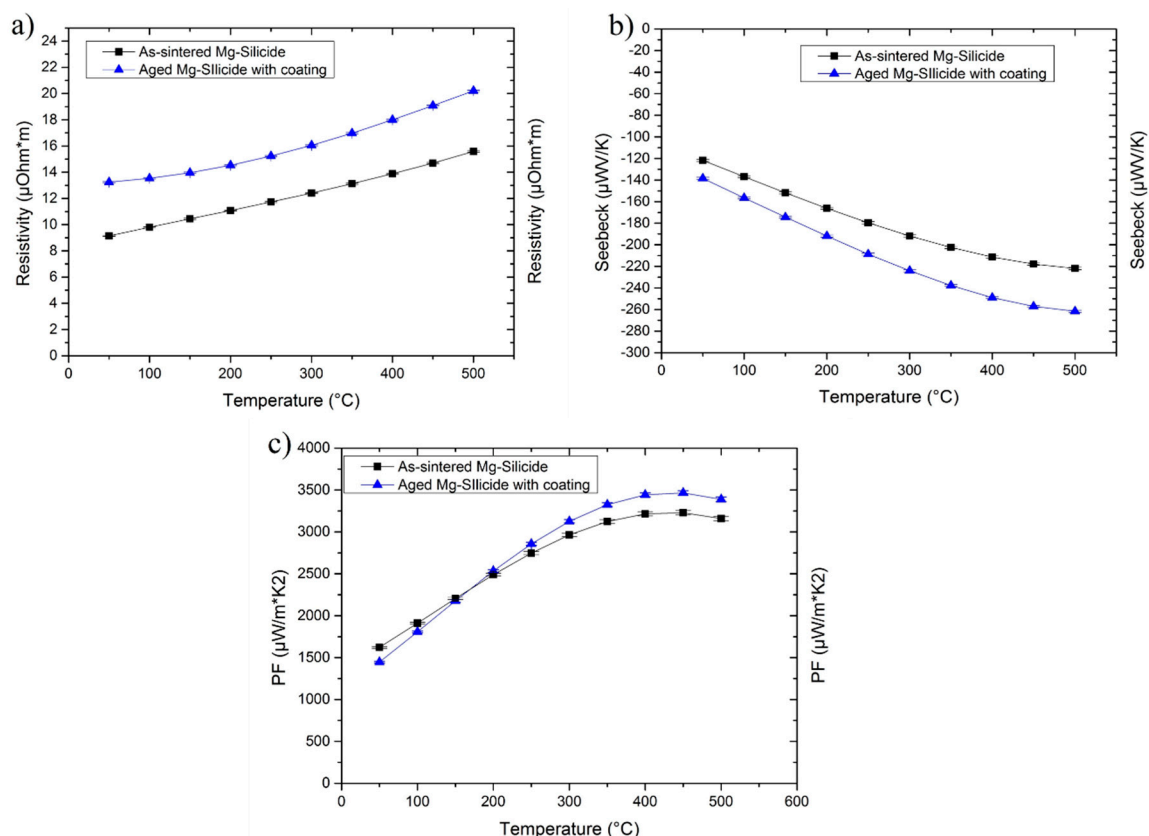 a)
24
22
20
18
16
14
12
10
8
6
4
2
0
Resistivity (µOhm*m)
As-sintered Mg-Silicide
Aged Mg-SIlicide with coating
Resistivity (µOhm*m)
0 100 200 300 400 500
Temperature (°C)
b)
0
-20
-40
-60
-80
-100
-120
-140
-160
-180
-200
-220
-240
-260
-280
-300
Seebeck (µWV/K)
As-sintered Mg-Silicide
Aged Mg-SIlicide with coating
Seebeck (µWV/K)
0 100 200 300 400 500
Temperature (°C)
c)
4000
3500
3000
2500
2000
1500
1000
500
0
PF (µW/m*K2)
As-sintered Mg-Silicide
Aged Mg-SIlicide with coating
PF (µW/m*K2)
0 100 200 300 400 500 600
Temperature (°C)